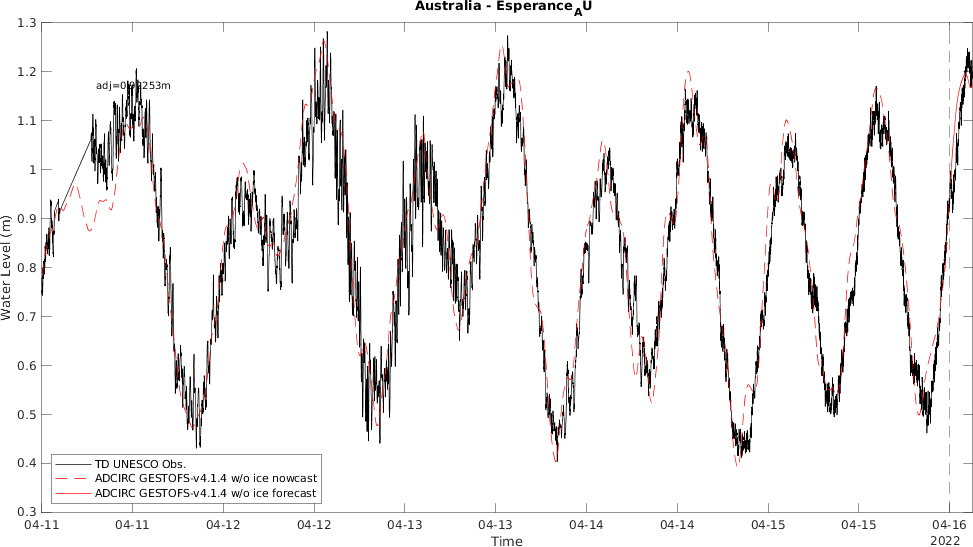 Australia - Esperance_AU
1.3
1.2
1.1
1
0.9
0.8
0.7
0.6
0.5
0.4
0.3
Water Level (m)
TD UNESCO Obs.
ADCIRC GESTOFS-v4.1.4 w/o ice nowcast
ADCIRC GESTOFS-v4.1.4 w/o ice forecast
04-11 04-11 04-12 04-12 04-13 04-13 04-14 04-14 04-15 04-15 04-16
Time
2022